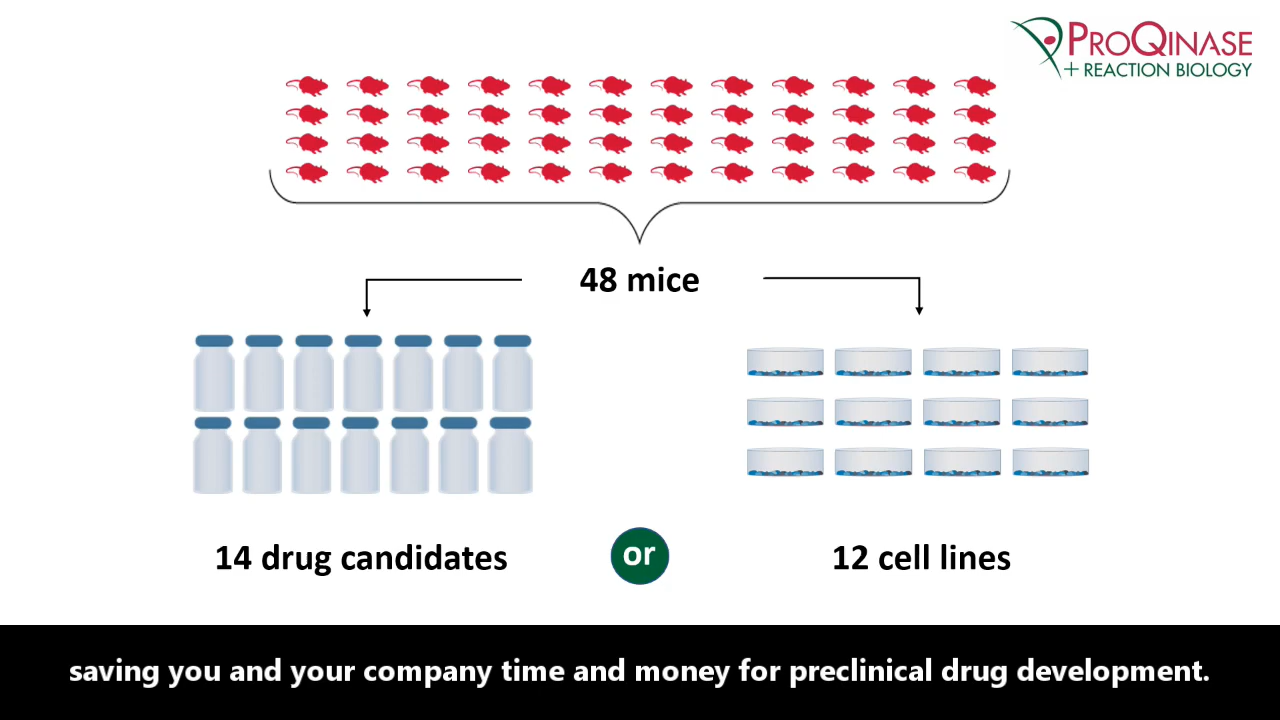 PROQINASE
+ REACTION BIOLOGY
48 mice
14 drug candidates
or
12 cell lines
saving you and your company time and money for preclinical drug development.